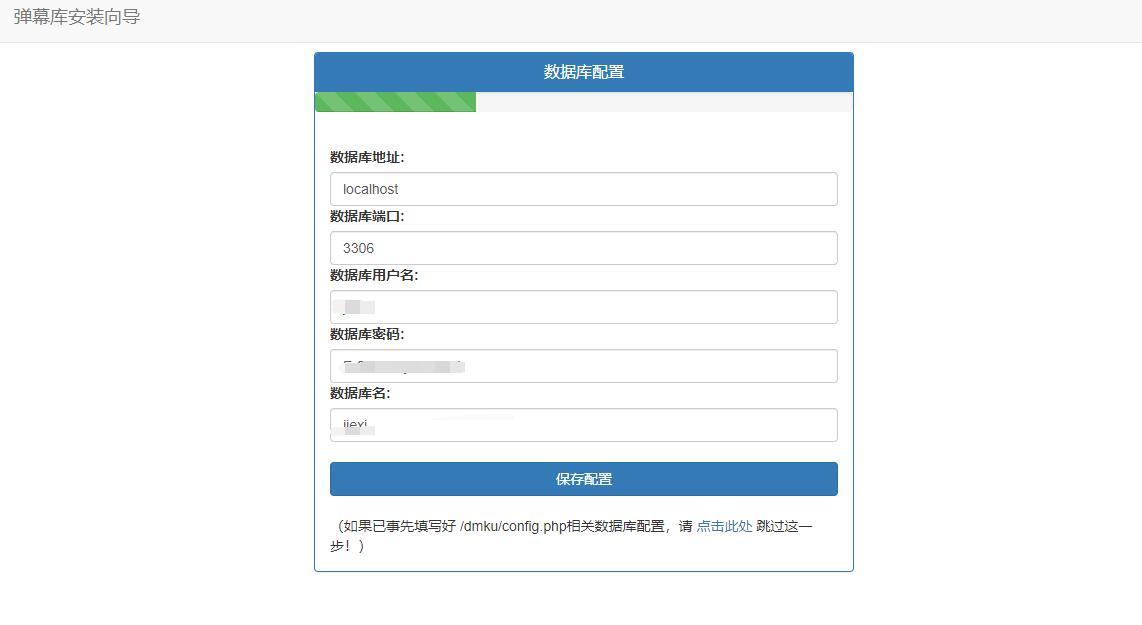 弹幕库安装向导
数据库配置
数据库地址:
localhost
数据库端口:
3306
数据库用户名:
数据库密码:
数据库名:
jiexi
保存配置
（如果已事先填写好 /dmku/config.php相关数据库配置，请 点击此处 跳过这一
步！）